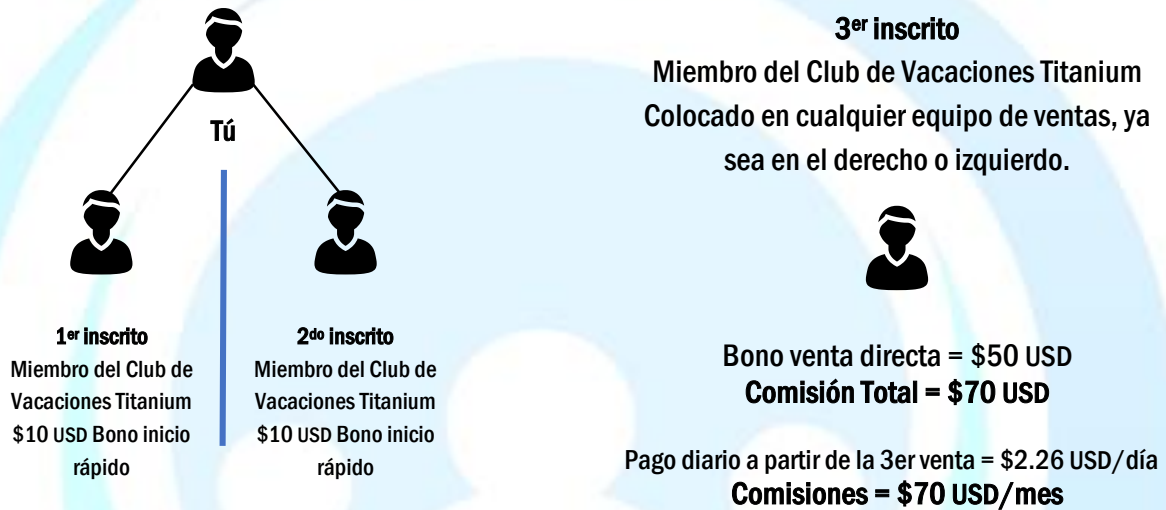 Tú
1er inscrito
Miembro del Club de
Vacaciones Titanium
$10 USD Bono inicio
rápido
2do inscrito
Miembro del Club de
Vacaciones Titanium
$10 USD Bono inicio
rápido
3er inscrito
Miembro del Club de Vacaciones Titanium
Colocado en cualquier equipo de ventas, ya
sea en el derecho o izquierdo.
Bono venta directa = $50 USD
Comisión Total = $70 USD
Pago diario a partir de la 3er venta = $2.26 USD/día
Comisiones = $70 USD/mes